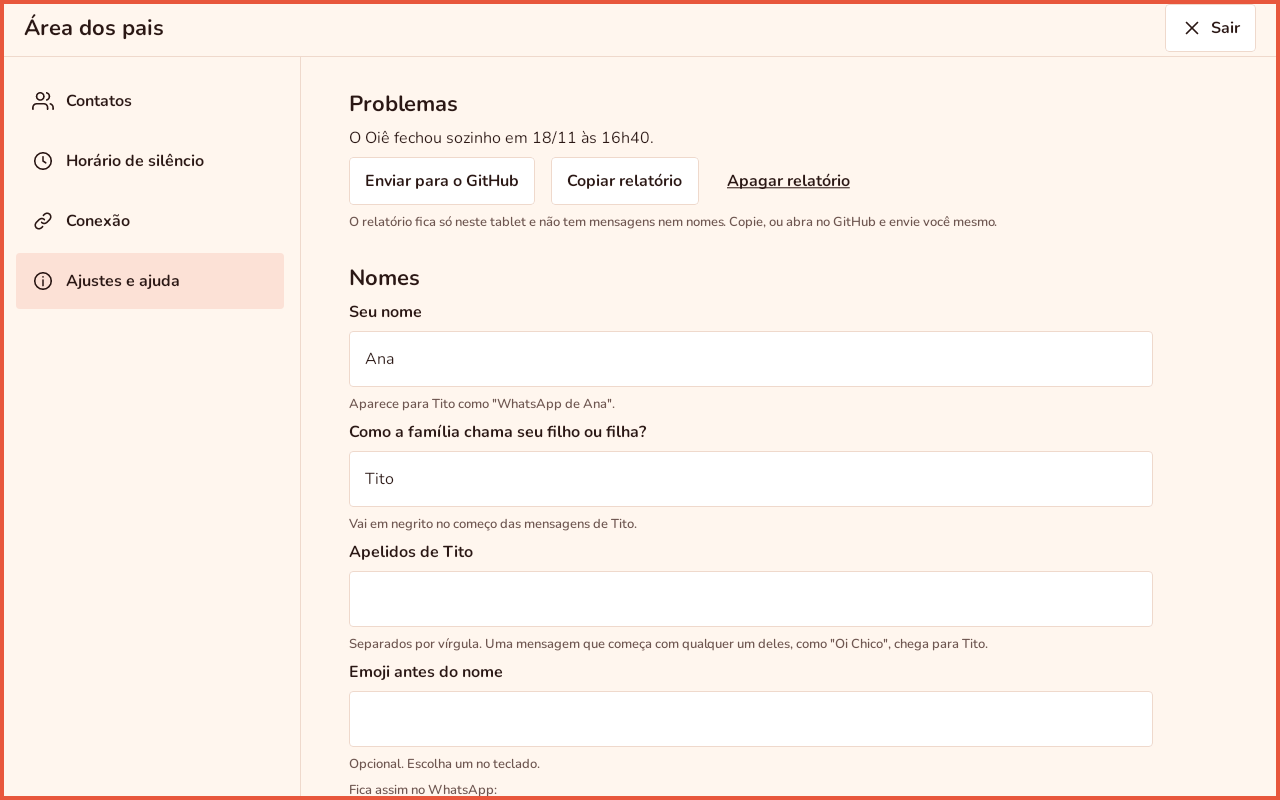 Área dos pais
Sair
Contatos
Horário de silêncio
Conexão
Ajustes e ajuda
Problemas
O Oiê fechou sozinho em 18/11 às 16h40.
Enviar para o GitHub
Copiar relatório
Apagar relatório
O relatório fica só neste tablet e não tem mensagens nem nomes. Copie, ou abra no GitHub e envie você mesmo.
Nomes
Seu nome
Ana
Aparece para Tito como "WhatsApp de Ana".
Como a família chama seu filho ou filha?
Tito
Vai em negrito no começo das mensagens de Tito.
Apelidos de Tito
Separados por vírgula. Uma mensagem que começa com qualquer um deles, como "Oi Chico", chega para Tito.
Emoji antes do nome
Opcional. Escolha um no teclado.
Fica assim no WhatsApp: